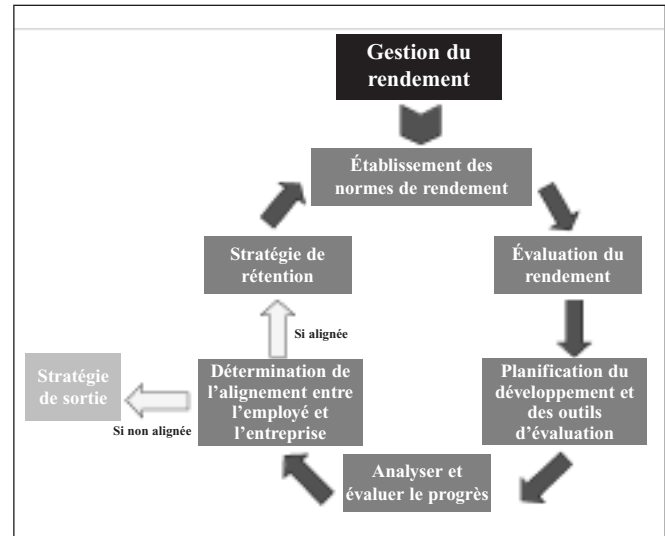 Gestion du
rendement
Établissement des
normes de rendement
Évaluation du
rendement
Planification du
développement et
des outils
d’évaluation
Analyser et
évaluer le progrès
Détermination de
l’alignement entre
l’employé et
l’entreprise
Si alignée
Stratégie de
rétention
Si non alignée
Stratégie
de sortie